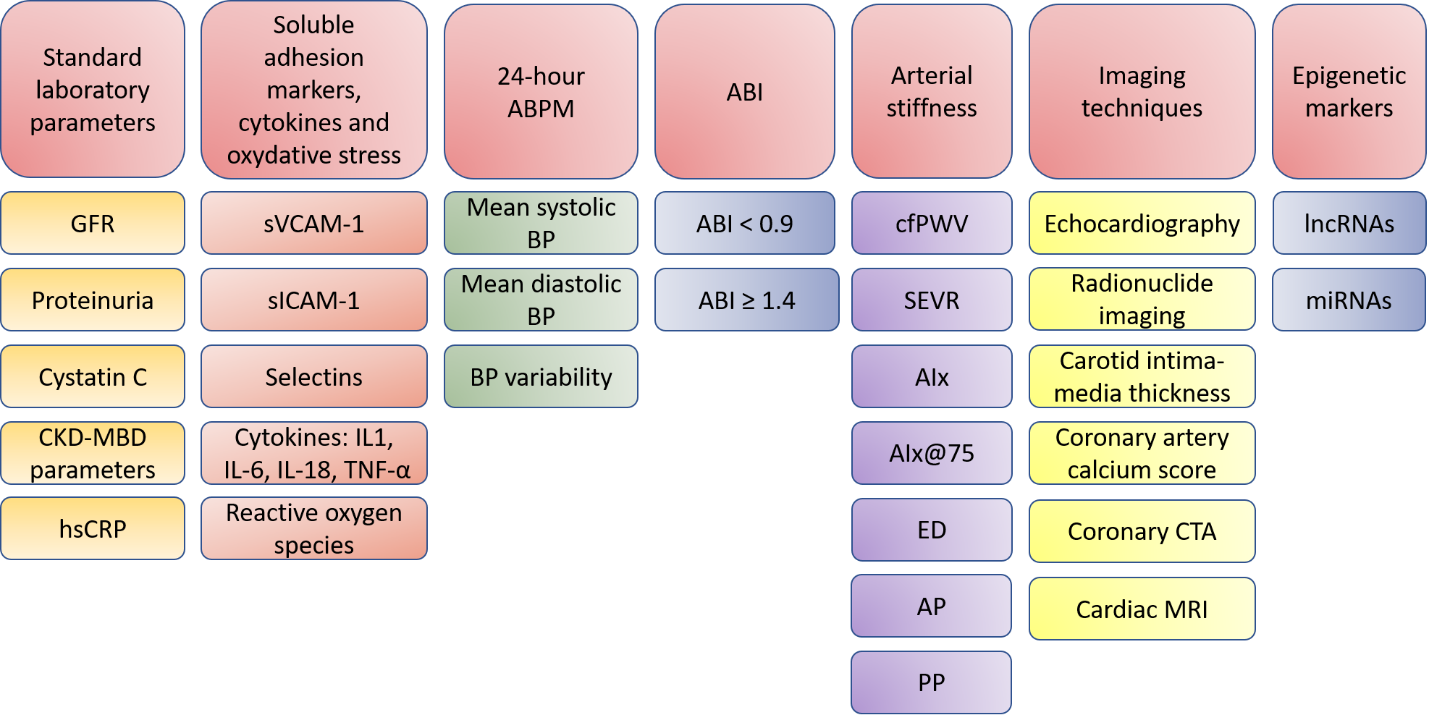 Standard
laboratory
parameters
Soluble
adhesion
markers,
cytokines and
oxydative stress
24-hour
ABPM
ABI
Arterial
stiffness
Imaging
techniques
Epigenetic
markers
GFR
Proteinuria
Cystatin C
CKD-MBD
parameters
hsCRP
sVCAM-1
sICAM-1
Selectins
Cytokines: IL1,
IL-6, IL-18, TNF-α
Reactive oxygen
species
Mean systolic
BP
Mean diastolic
BP
BP variability
ABI < 0.9
ABI ≥ 1.4
cfPWV
SEVR
AIx
AIx@75
ED
AP
PP
Echocardiography
Radionuclide
imaging
Carotid intima-
media thickness
Coronary artery
calcium score
Coronary CTA
Cardiac MRI
lncRNAs
miRNAs